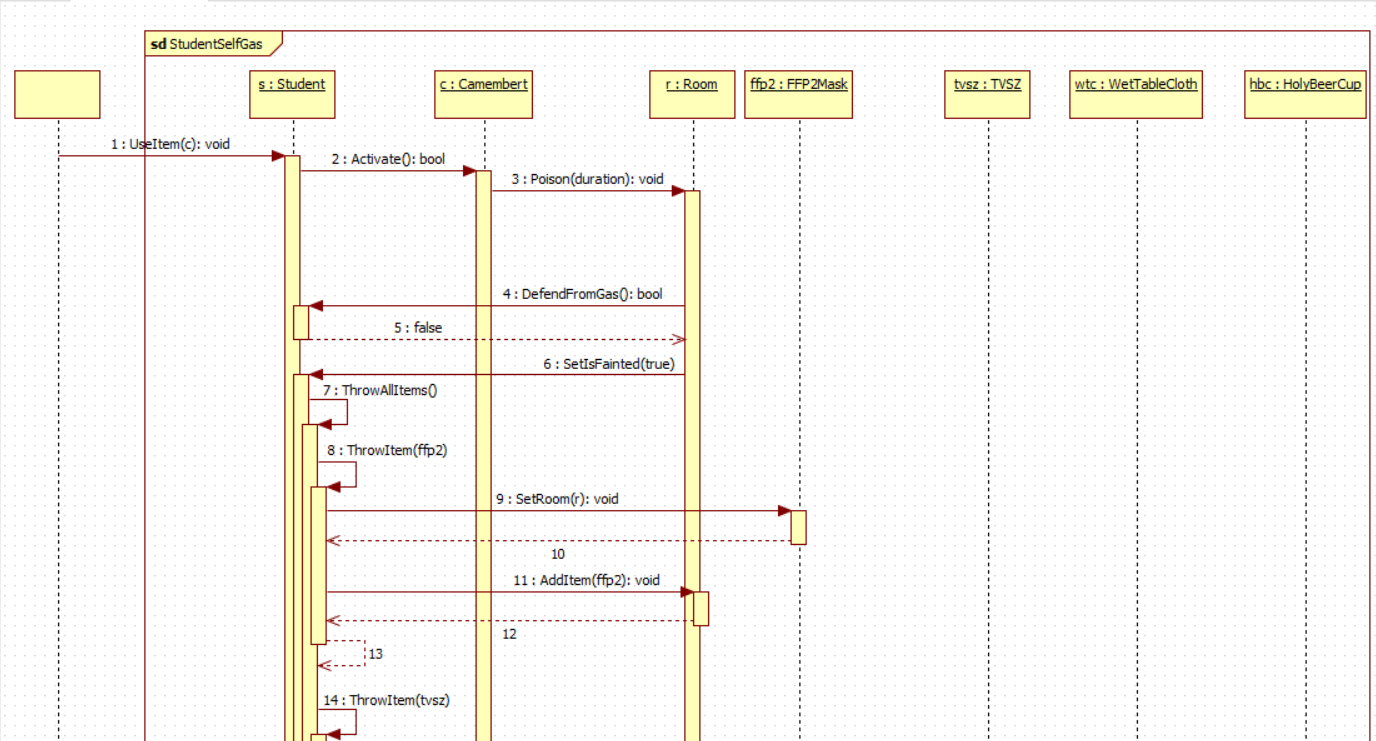 sd StudentSelfGas
s : Student
c : Camembert
r : Room
ffp2 : FFP2Mask
tvsz : TVSZ
wtc : WetTableCloth
hbc : HolyBeerCup
1 : UseItem(c): void
2 : Activate(): bool
3 : Poison(duration): void
4 : DefendFromGas(): bool
5 : false
6 : SetIsFainted(true)
7 : ThrowAllItems()
8 : ThrowItem(ffp2)
9 : SetRoom(r): void
10
11 : AddItem(ffp2): void
12
13
14 : ThrowItem(tvsz)